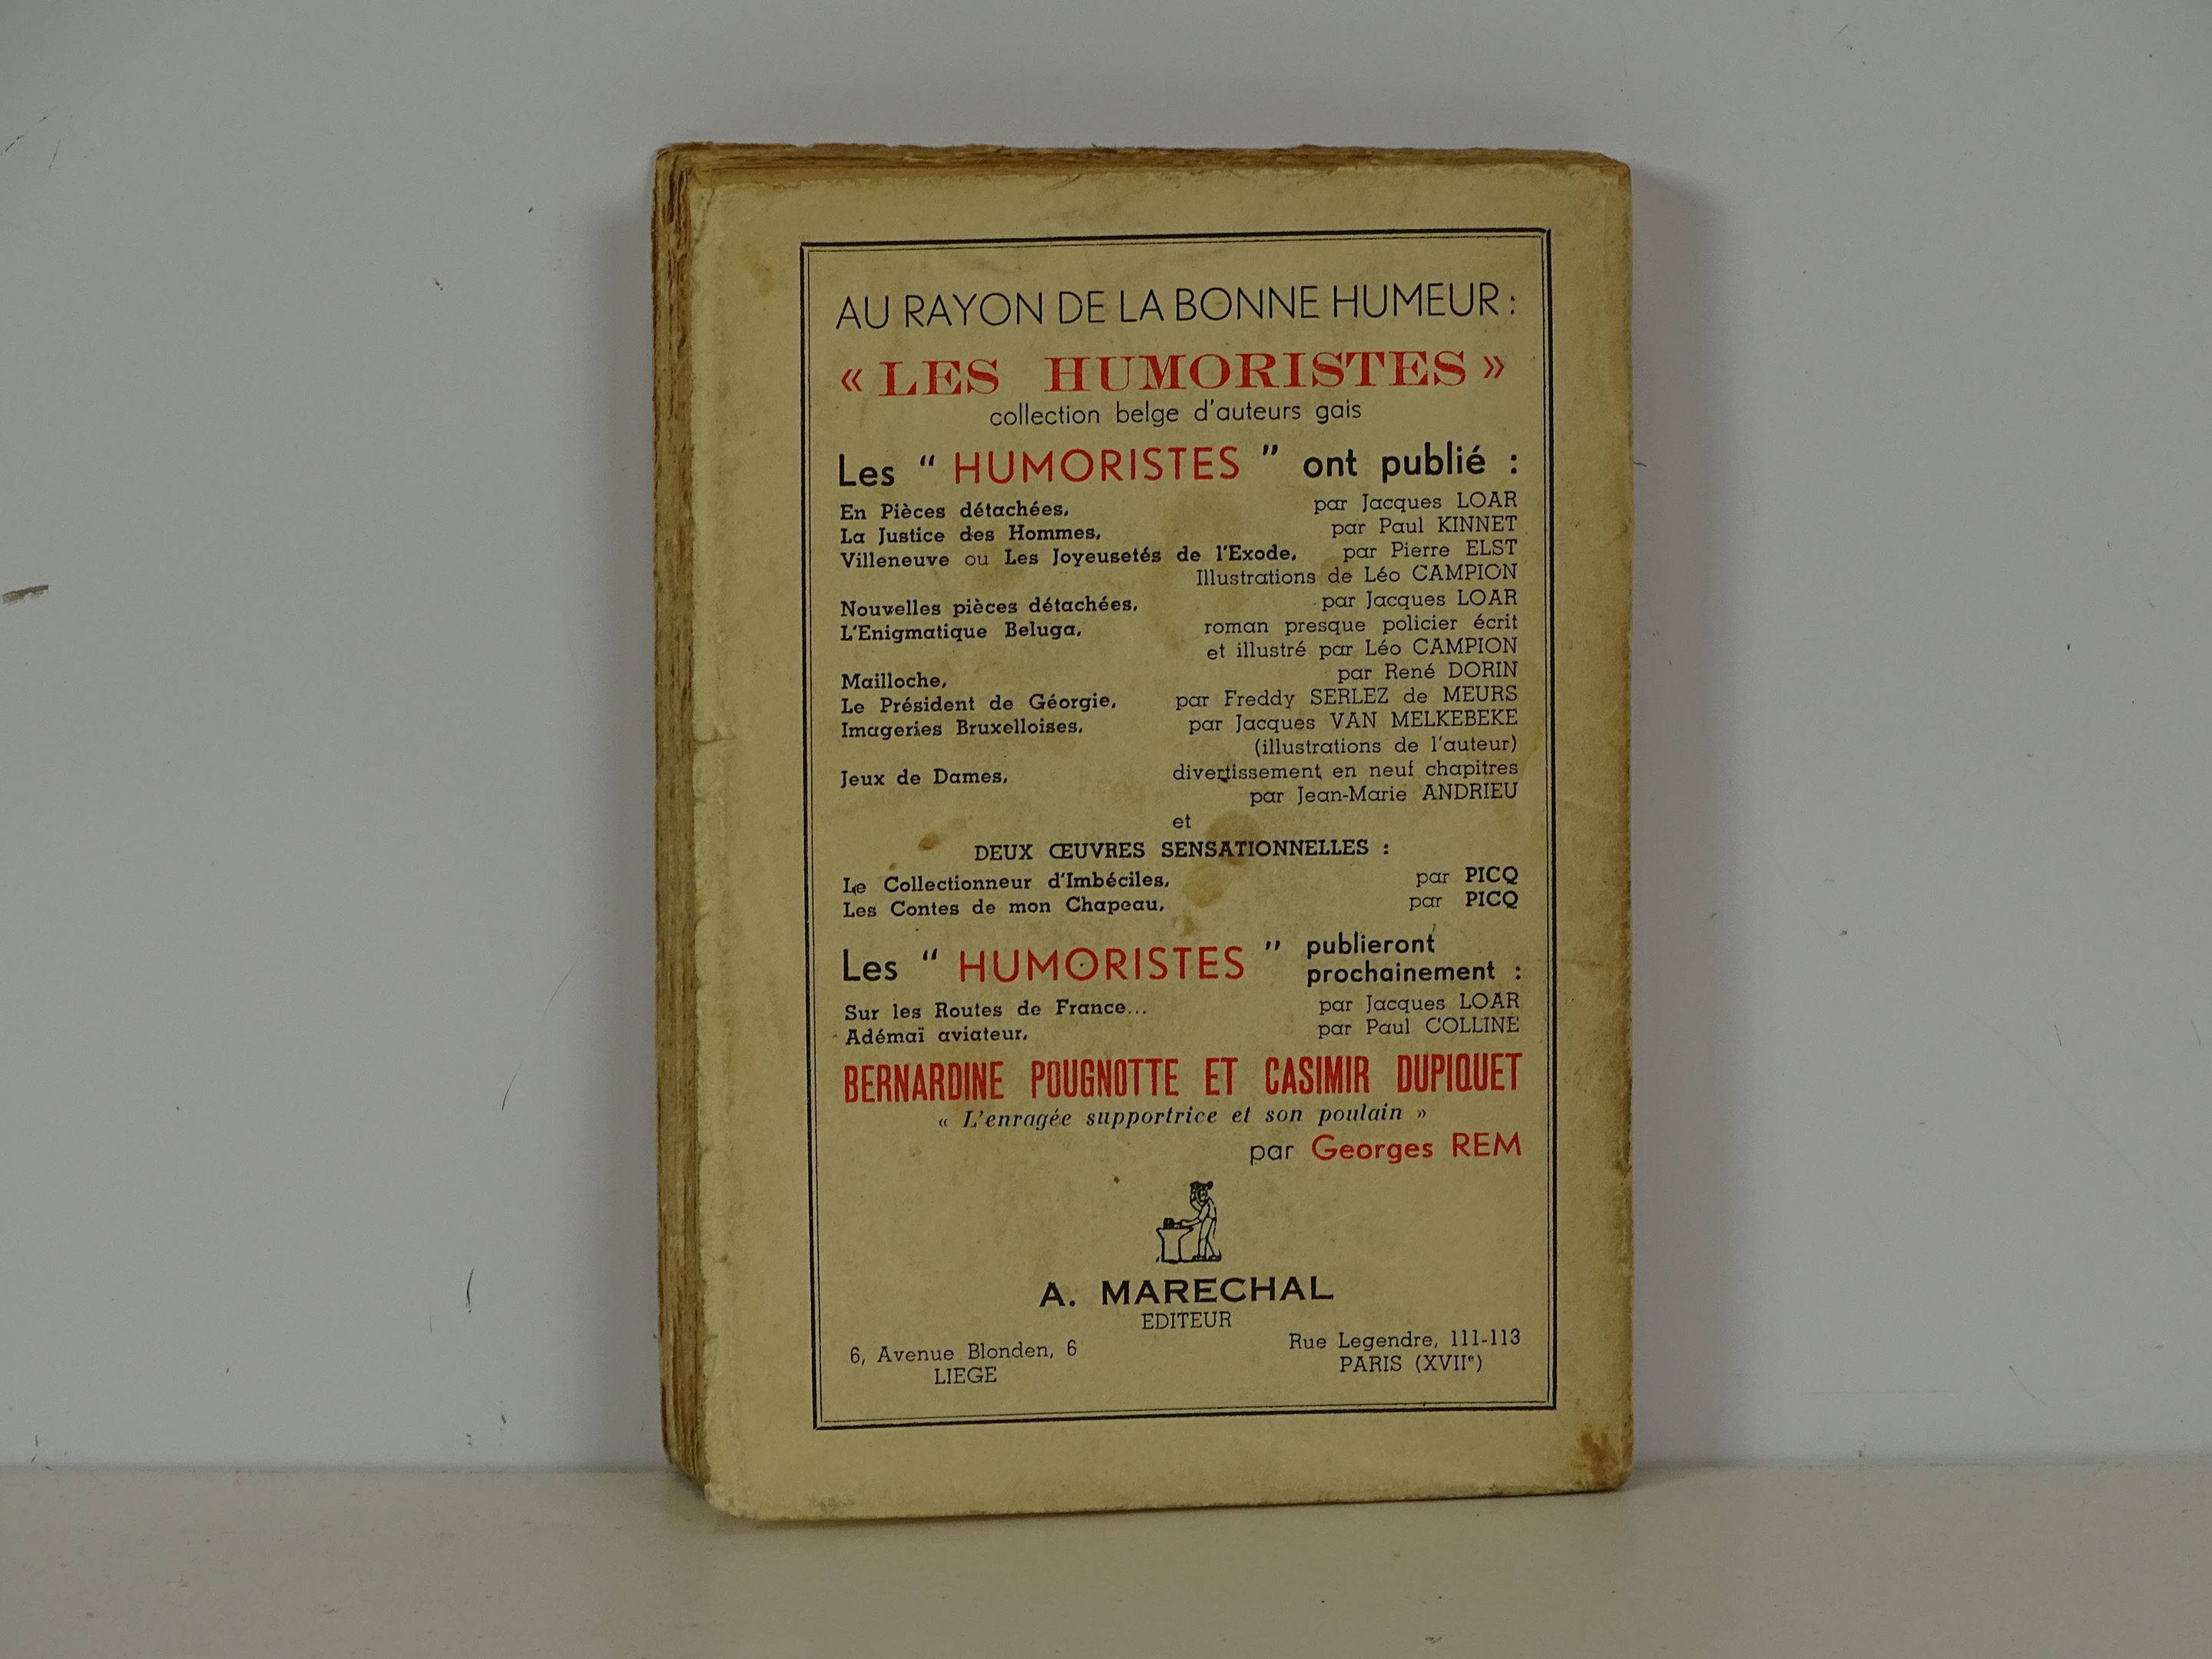 AU RAYON DE LA BONNE HUMEUR :
« LES HUMORISTES »
collection belge d'auteurs gais
Les “ HUMORISTES ” ont publié :
En Pièces détachées, par Jacques LOAR
La Justice des Hommes, par Paul KINNET
Villeneuve ou Les Joyeusetés de l'Exode, par Pierre ELST
Illustrations de Léo CAMPION
Nouvelles pièces détachées, par Jacques LOAR
L'Enigmatique Beluga, roman presque policier écrit
et illustré par Léo CAMPION
Mailloche, par René DORIN
Le Président de Géorgie, par Freddy SERLEZ de MEURS
Imageries Bruxelloises, par Jacques VAN MELKEBEKE
(illustrations de l'auteur)
Jeux de Dames, divertissement en neuf chapitres
par Jean-Marie ANDRIEU
et
DEUX ŒUVRES SENSATIONNELLES :
Le Collectionneur d'Imbéciles, par PICQ
Les Contes de mon Chapeau, par PICQ
Les “ HUMORISTES ” publieront
prochainement :
Sur les Routes de France... par Jacques LOAR
Adémaï aviateur, par Paul COLLINE
BERNARDINE POUGNOTTE ET CASIMIR DUPIQUET
« L'enragée supportrice et son poulain »
par Georges REM
A. MARECHAL
EDITEUR
6, Avenue Blonden, 6
LIEGE
Rue Legendre, 111-113
PARIS (XVIIe)